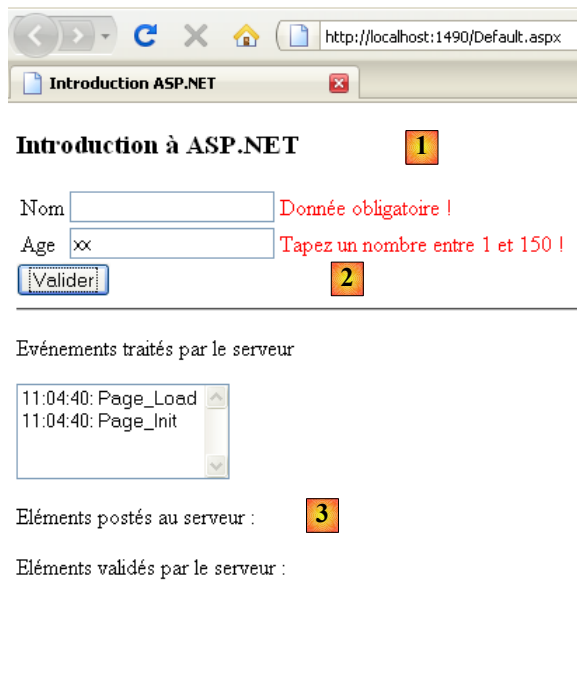 http://localhost:1490/Default.aspx
Introduction ASP.NET
Introduction à ASP.NET 1
Nom Donnée obligatoire !
Age xx Tapez un nombre entre 1 et 150 !
Valider 2
Evénements traités par le serveur
11:04:40: Page_Load
11:04:40: Page_Init
Eléments postés au serveur : 3
Eléments validés par le serveur :